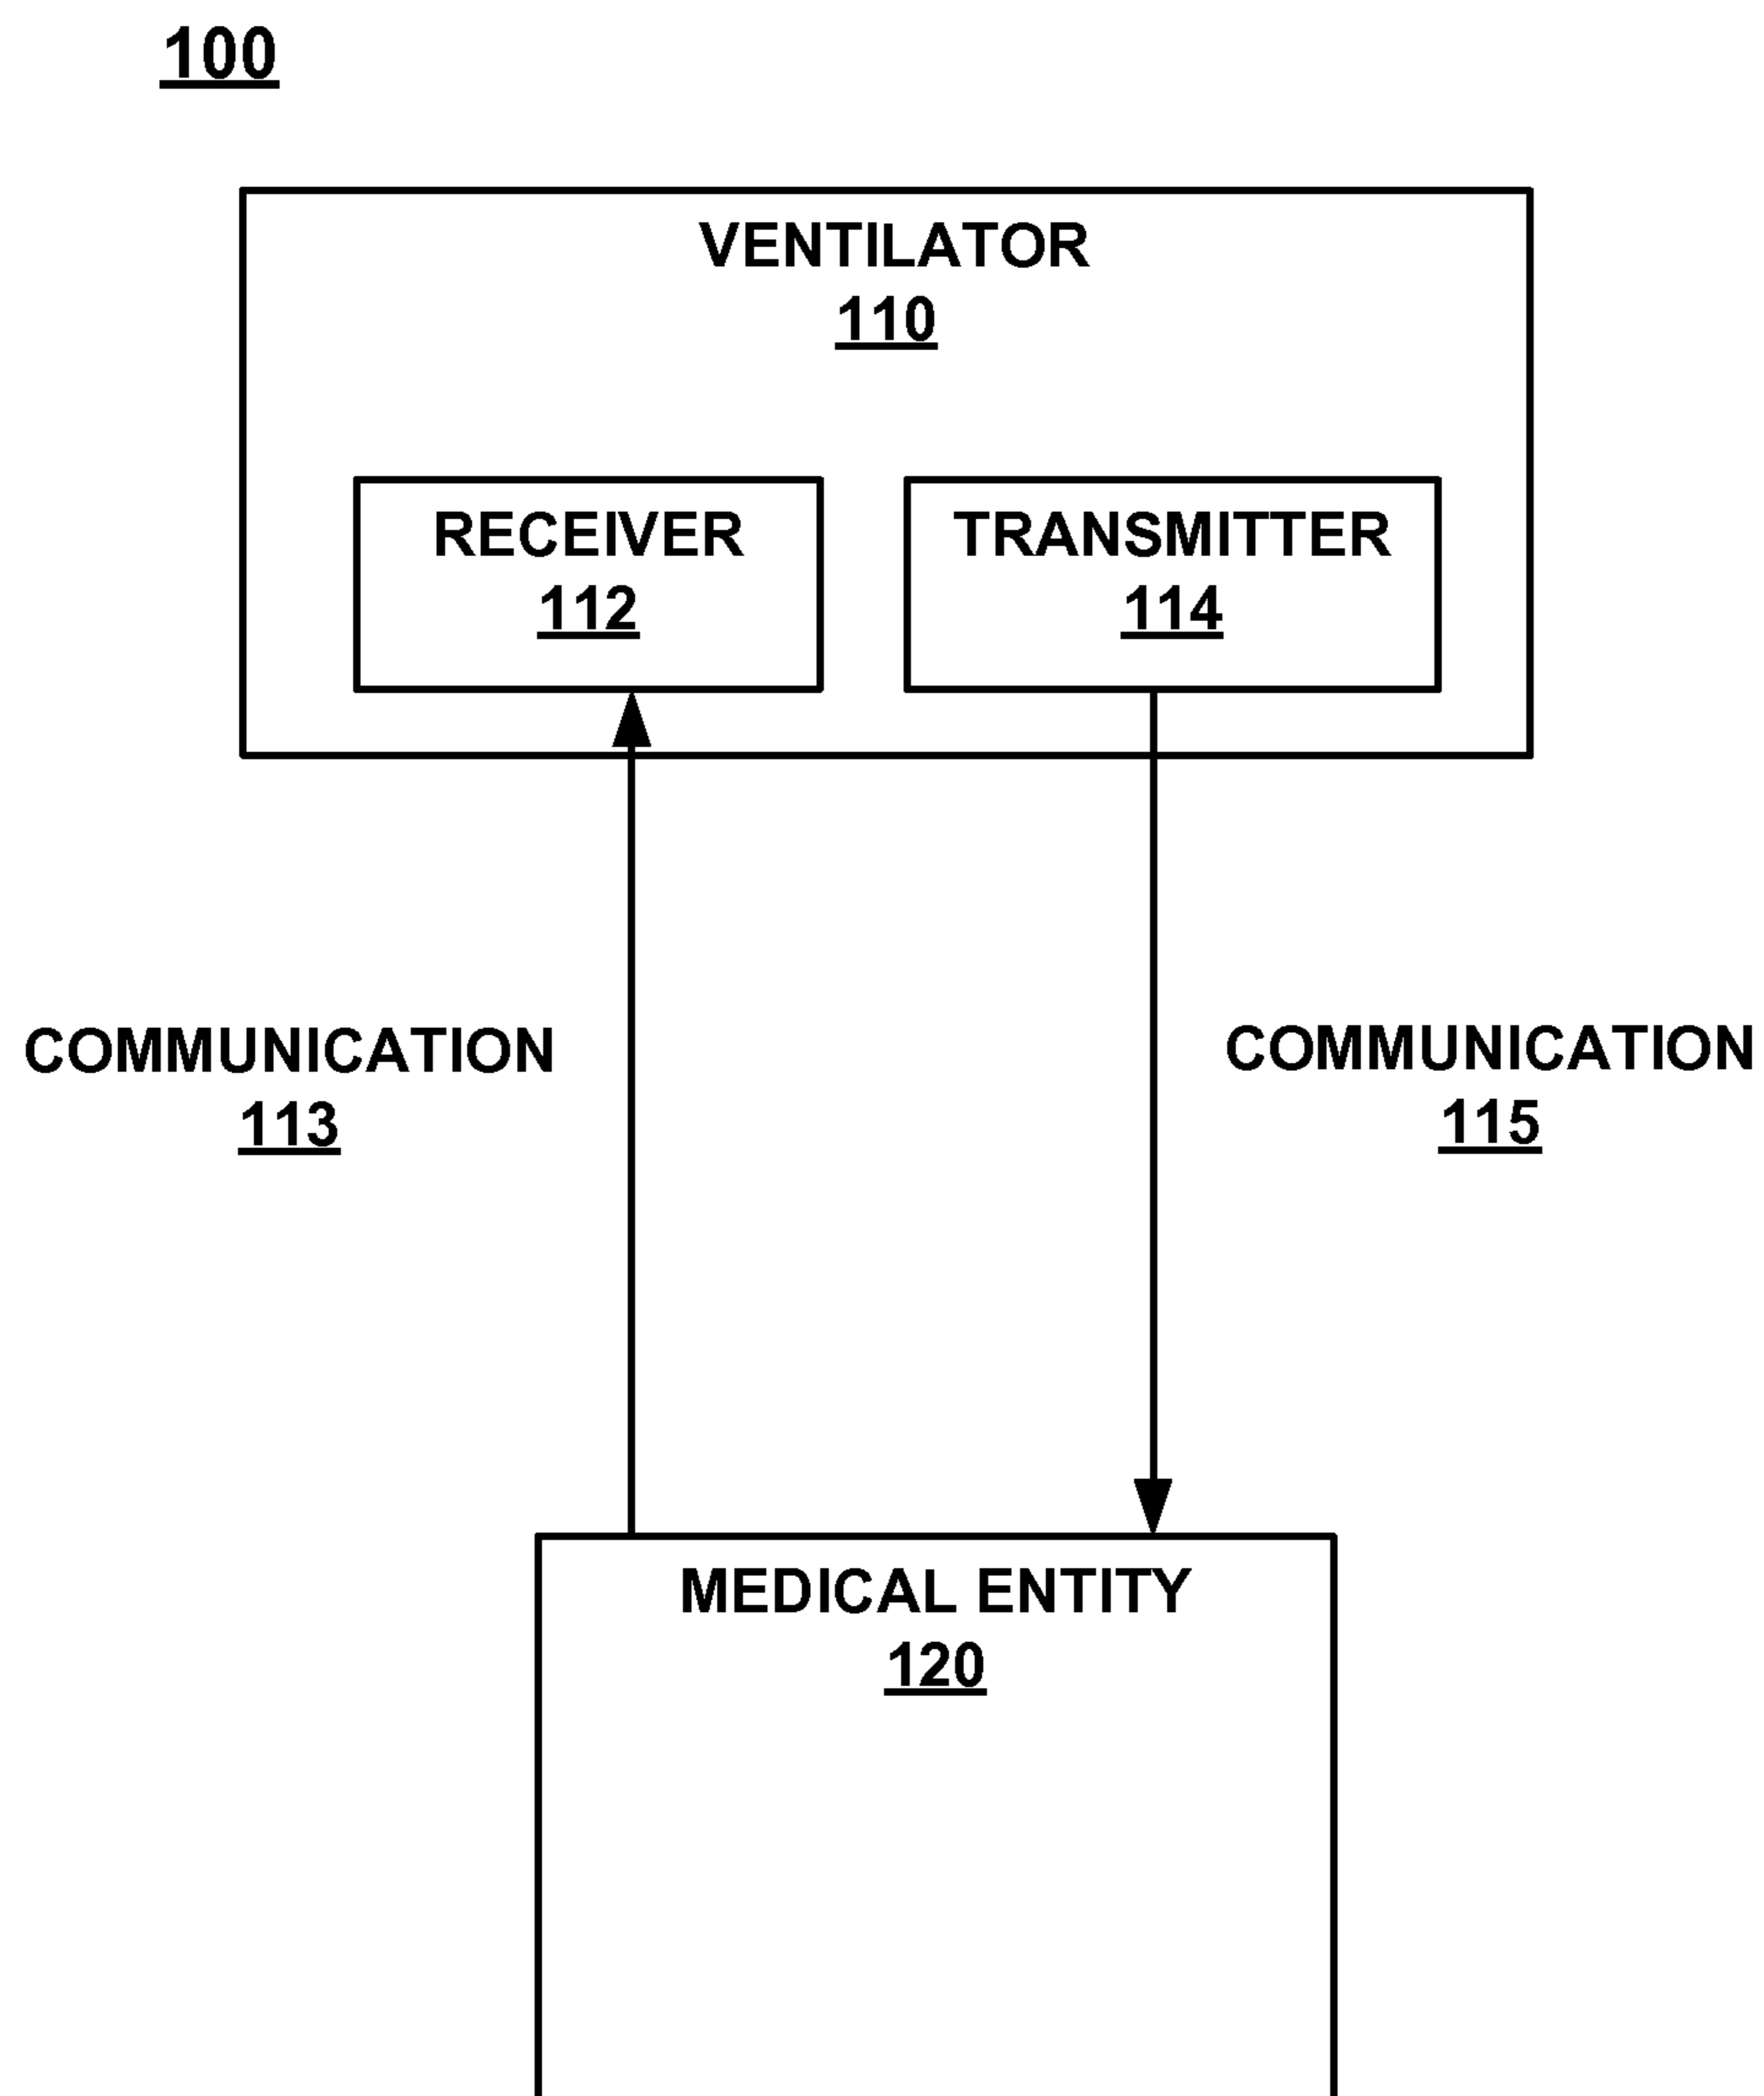 100
VENTILATOR
110
RECEIVER
112
TRANSMITTER
114
COMMUNICATION
113
COMMUNICATION
115
MEDICAL ENTITY
120